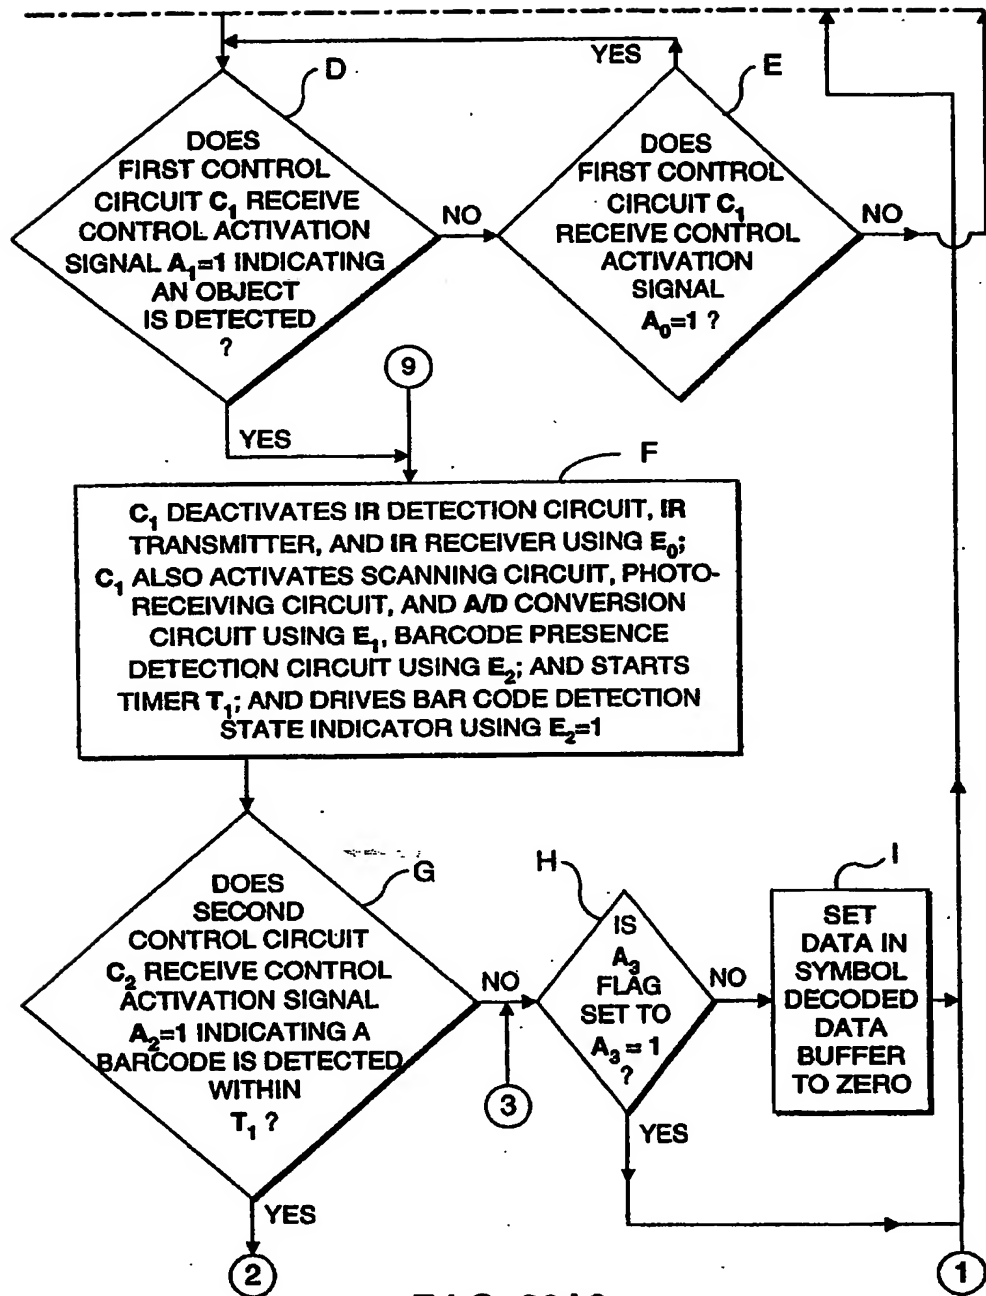 YES
D
E
DOES
FIRST CONTROL
CIRCUIT C₁ RECEIVE
CONTROL ACTIVATION
SIGNAL A₁=1 INDICATING
AN OBJECT
IS DETECTED
?
NO
DOES
FIRST CONTROL
CIRCUIT C₁
RECEIVE CONTROL
ACTIVATION
SIGNAL
A₀=1 ?
NO
9
YES
F
C₁ DEACTIVATES IR DETECTION CIRCUIT, IR
TRANSMITTER, AND IR RECEIVER USING E₀;
C₁ ALSO ACTIVATES SCANNING CIRCUIT, PHOTO-
RECEIVING CIRCUIT, AND A/D CONVERSION
CIRCUIT USING E₁, BARCODE PRESENCE
DETECTION CIRCUIT USING E₂; AND STARTS
TIMER T₁; AND DRIVES BAR CODE DETECTION
STATE INDICATOR USING E₂=1
G
DOES
SECOND
CONTROL CIRCUIT
C₂ RECEIVE CONTROL
ACTIVATION SIGNAL
A₂=1 INDICATING A
BARCODE IS DETECTED
WITHIN
T₁ ?
NO
3
H
IS
A₃
FLAG
SET TO
A₃ = 1
?
NO
I
SET
DATA IN
SYMBOL
DECODED
DATA
BUFFER
TO ZERO
YES
YES
2
1